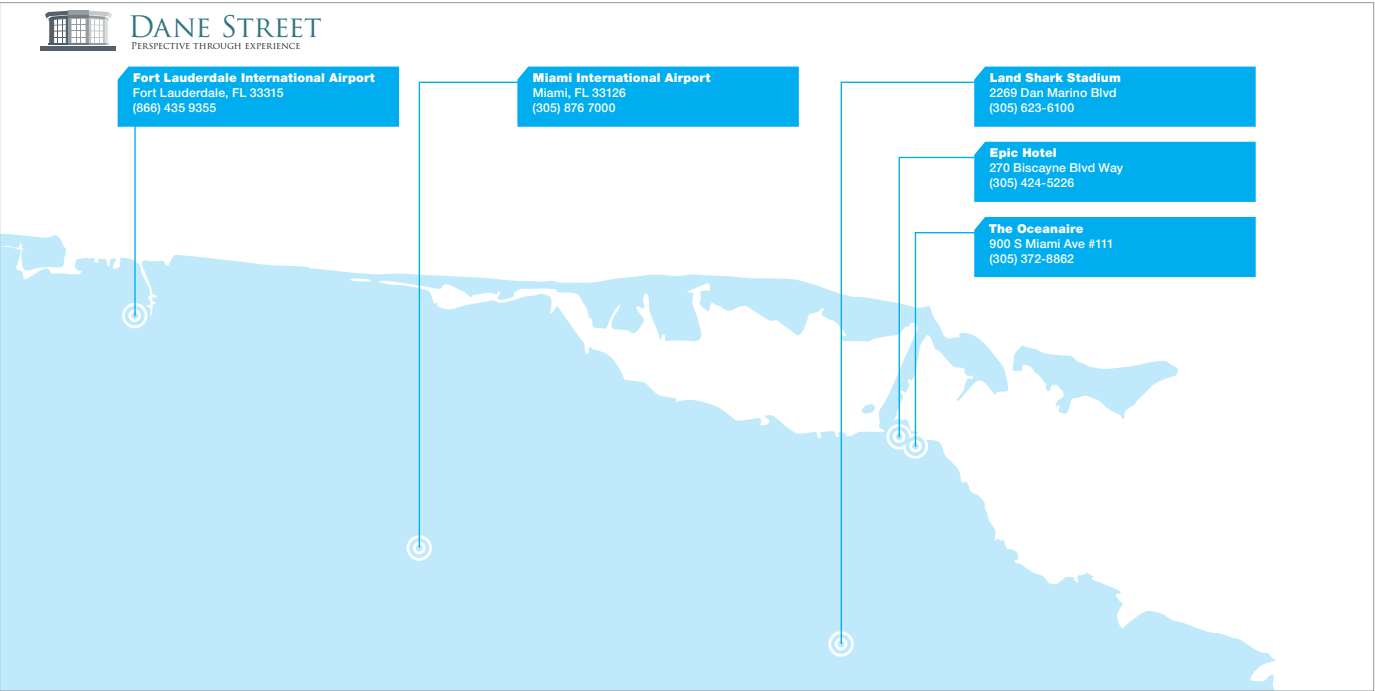 DANE STREET
PERSPECTIVE THROUGH EXPERIENCE
Fort Lauderdale International Airport
Fort Lauderdale, FL 33315
(866) 435 9355
Miami International Airport
Miami, FL 33126
(305) 876 7000
Land Shark Stadium
2269 Dan Marino Blvd
(305) 623-6100
Epic Hotel
270 Biscayne Blvd Way
(305) 424-5226
The Oceanaire
900 S Miami Ave #111
(305) 372-8862